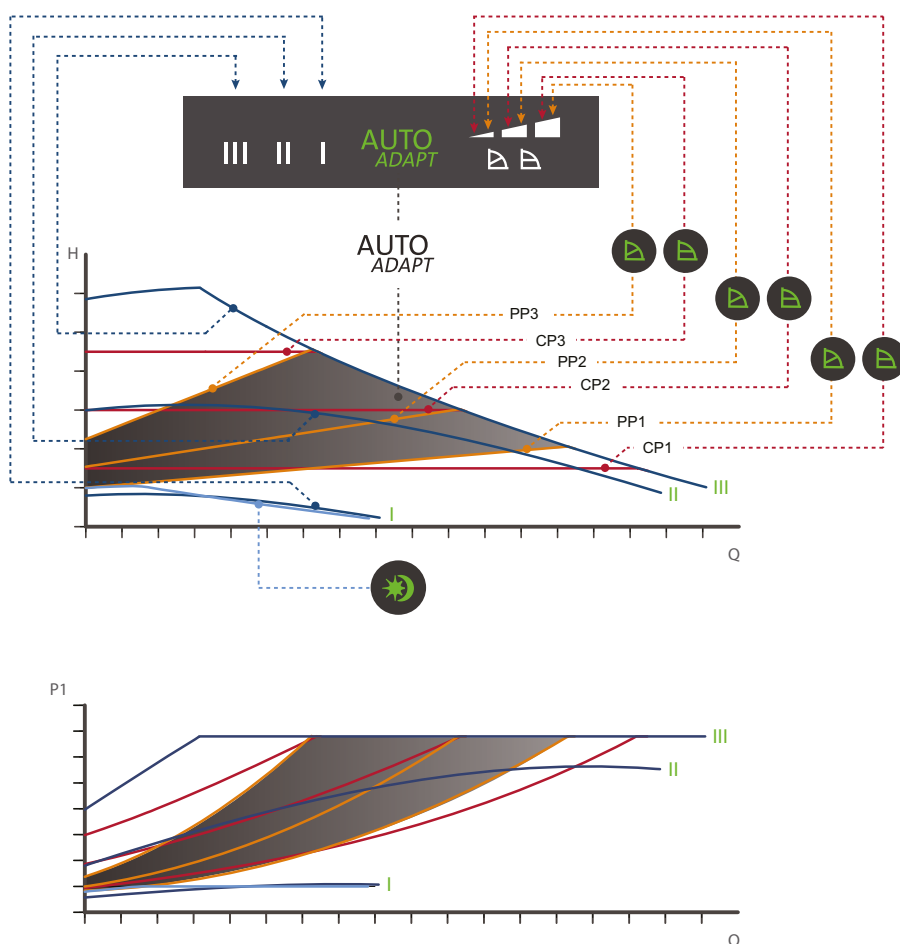 III II I AUTO
ADAPT
AUTO
ADAPT
H
PP3
CP3
PP2
CP2
PP1
CP1
III
II
I
Q
P1
III
II
I
Q